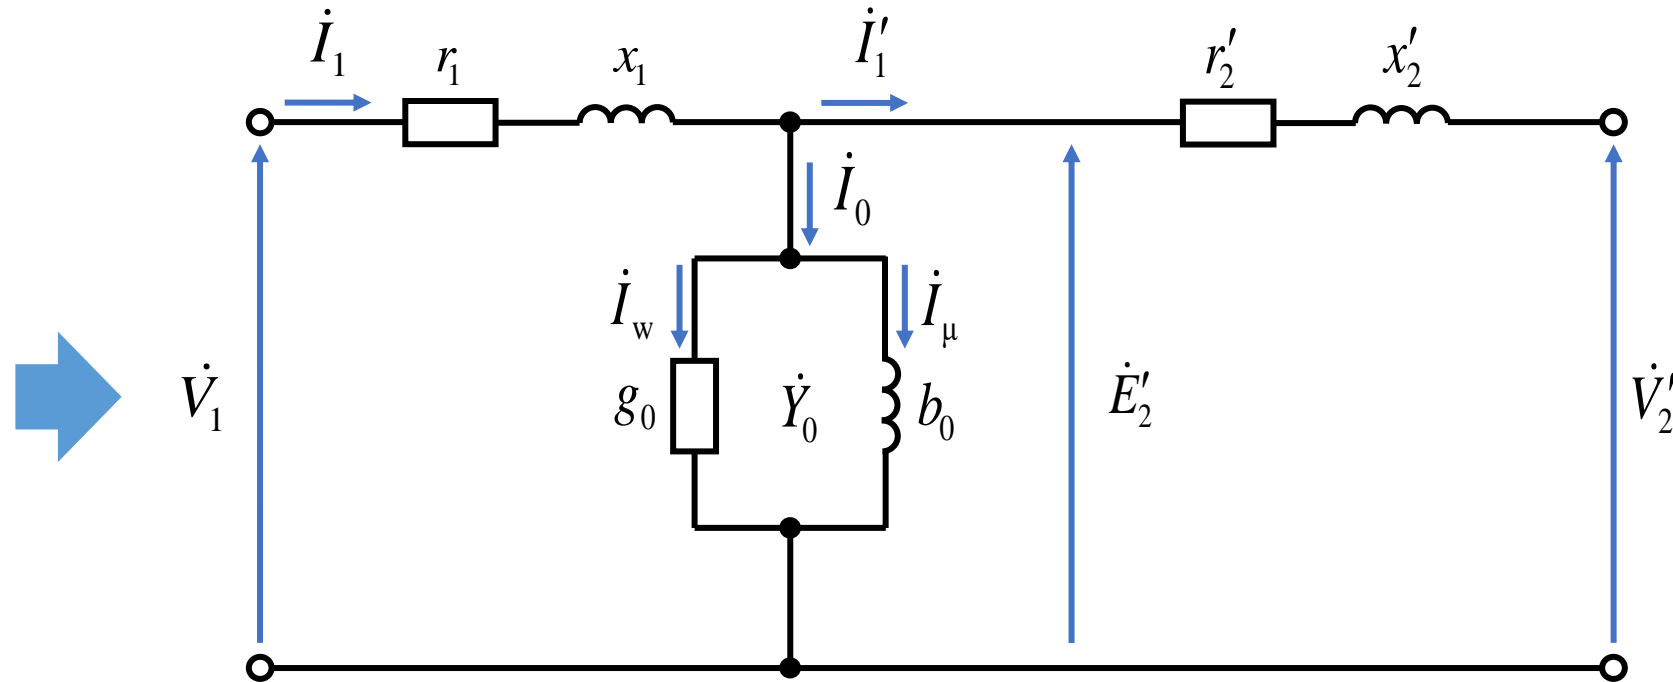 İ₁
r₁
x₁
İ₁′
r₂′
x₂′
İ₀
İw
İμ
V̇₁
g₀
Ẏ₀
b₀
Ė₂′
V̇₂′